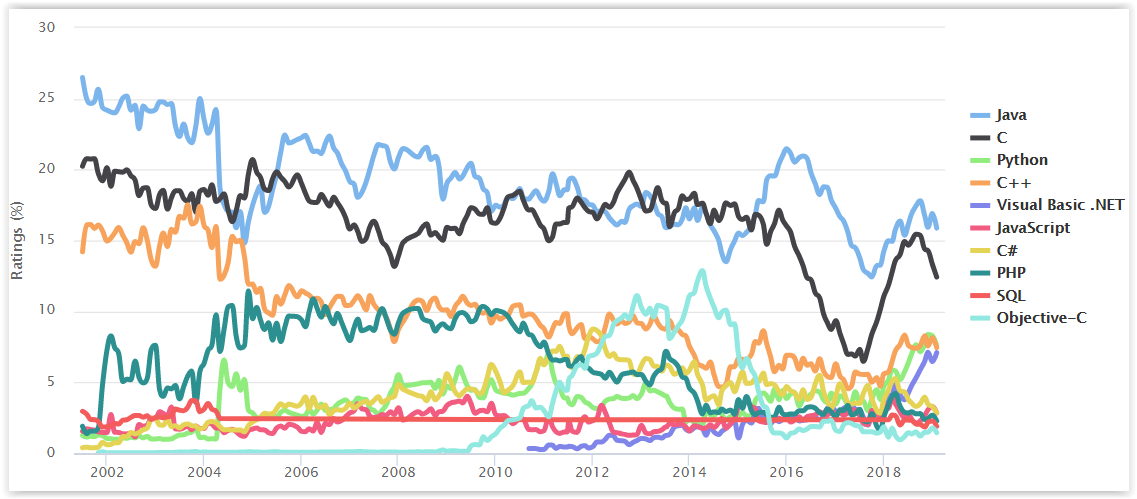 30
25
20
15
10
5
0
Ratings (%)
2002 2004 2006 2008 2010 2012 2014 2016 2018
Java
C
Python
C++
Visual Basic .NET
JavaScript
C#
PHP
SQL
Objective-C